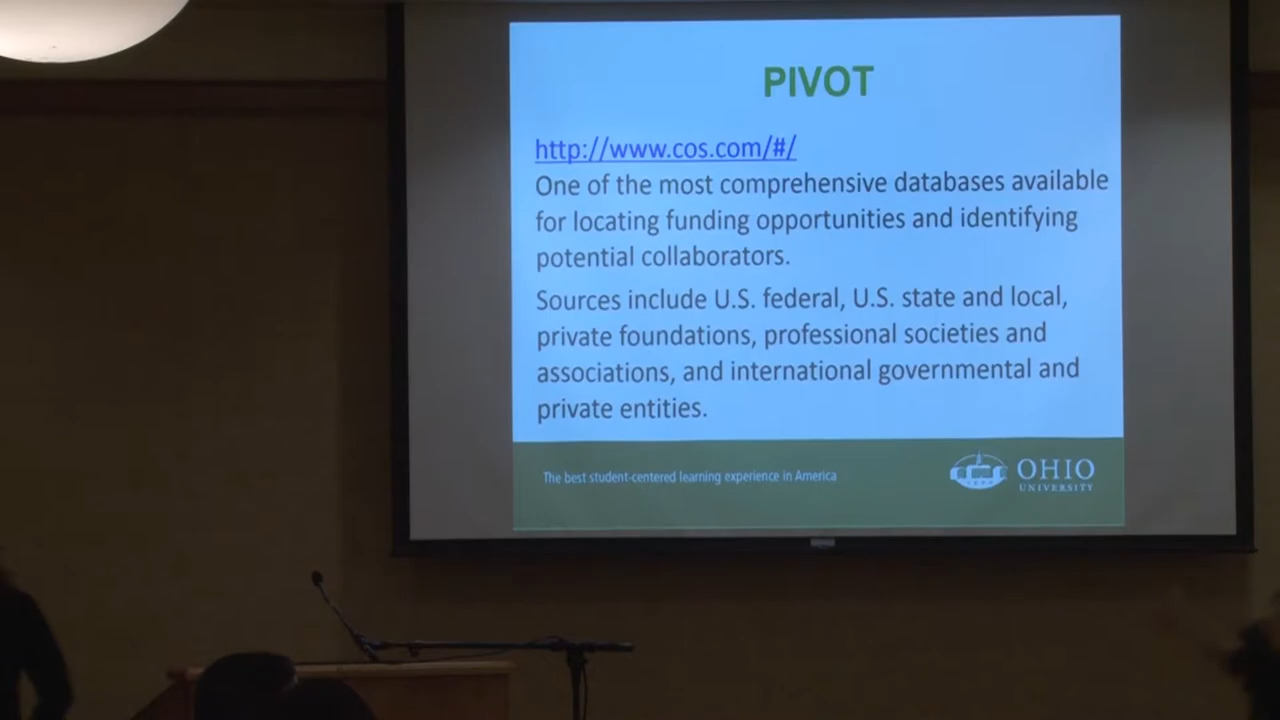 PIVOT
http://www.cos.com/#/
One of the most comprehensive databases available
for locating funding opportunities and identifying
potential collaborators.
Sources include U.S. federal, U.S. state and local,
private foundations, professional societies and
associations, and international governmental and
private entities.
The best student-centered learning experience in America
OHIO
UNIVERSITY